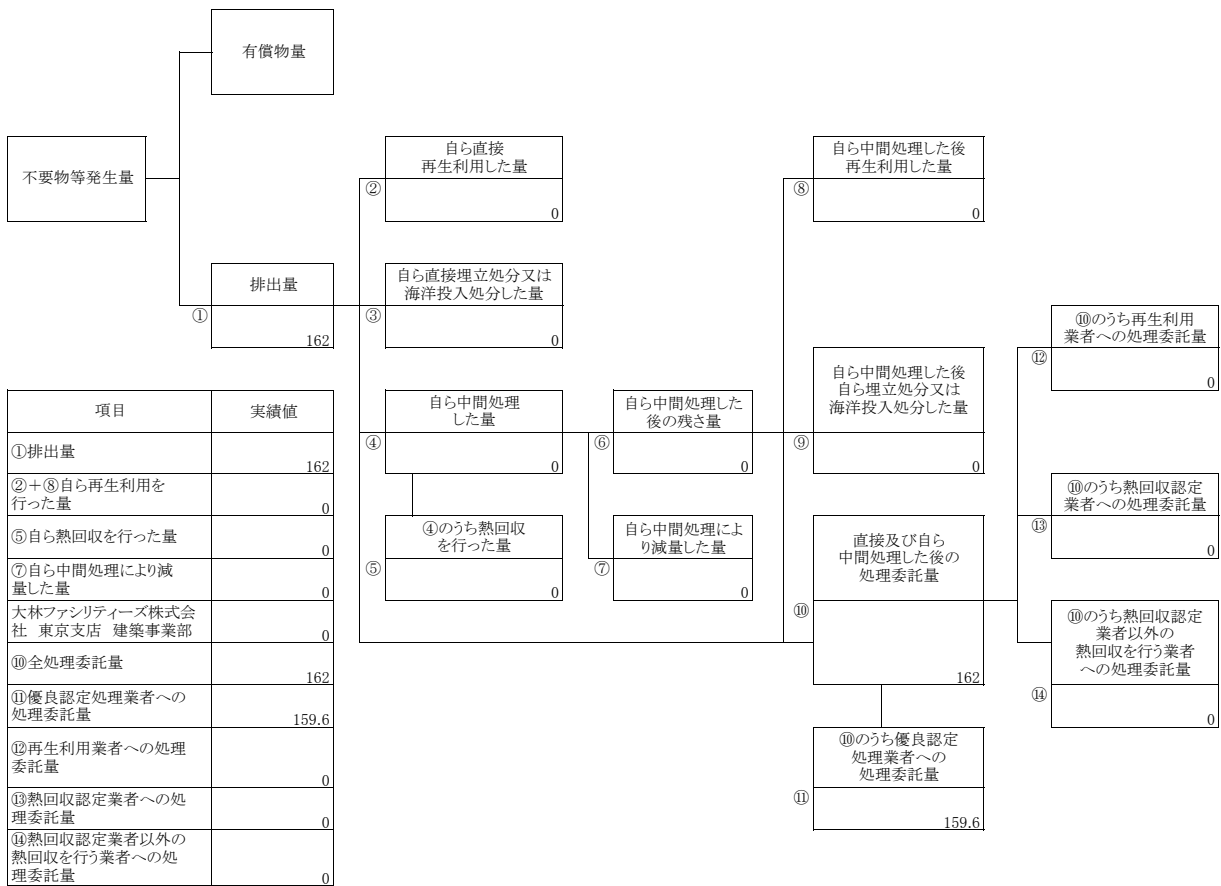 有償物量
不要物等発生量
排出量
①
162
自ら直接
再生利用した量
②
0
自ら直接埋立処分又は
海洋投入処分した量
③
0
自ら中間処理
した量
④
0
④のうち熱回収
を行った量
⑤
0
自ら中間処理した
後の残さ量
⑥
0
自ら中間処理によ
り減量した量
⑦
0
自ら中間処理した後
再生利用した量
⑧
0
自ら中間処理した後
自ら埋立処分又は
海洋投入処分した量
⑨
0
直接及び自ら
中間処理した後の
処理委託量
⑩
162
⑩のうち優良認定
処理業者への
処理委託量
⑪
159.6
⑩のうち再生利用
業者への処理委託量
⑫
0
⑩のうち熱回収認定
業者への処理委託量
⑬
0
⑩のうち熱回収認定
業者以外の
熱回収を行う業者
への処理委託量
⑭
0
項目 実績値
①排出量
162
②+⑧自ら再生利用を
行った量
0
⑤自ら熱回収を行った量
0
⑦自ら中間処理により減
量した量
0
大林ファシリティーズ株式会
社 東京支店 建築事業部
0
⑩全処理委託量
162
⑪優良認定処理業者への
処理委託量
159.6
⑫再生利用業者への処理
委託量
0
⑬熱回収認定業者への処
理委託量
0
⑭熱回収認定業者以外の
熱回収を行う業者への処
理委託量
0